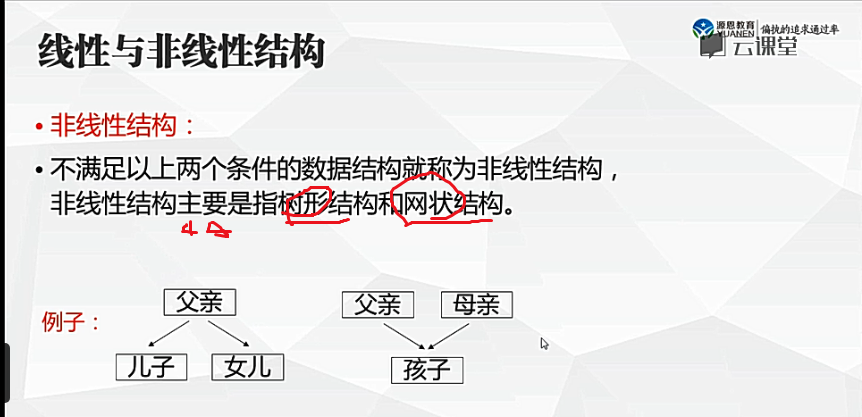 源恩教育
YUANEN
偏执的追求通过率
云课堂
线性与非线性结构
• 非线性结构：
• 不满足以上两个条件的数据结构就称为非线性结构，
非线性结构主要是指树形结构和网状结构。
例子：
父亲
儿子 女儿
父亲 母亲
孩子